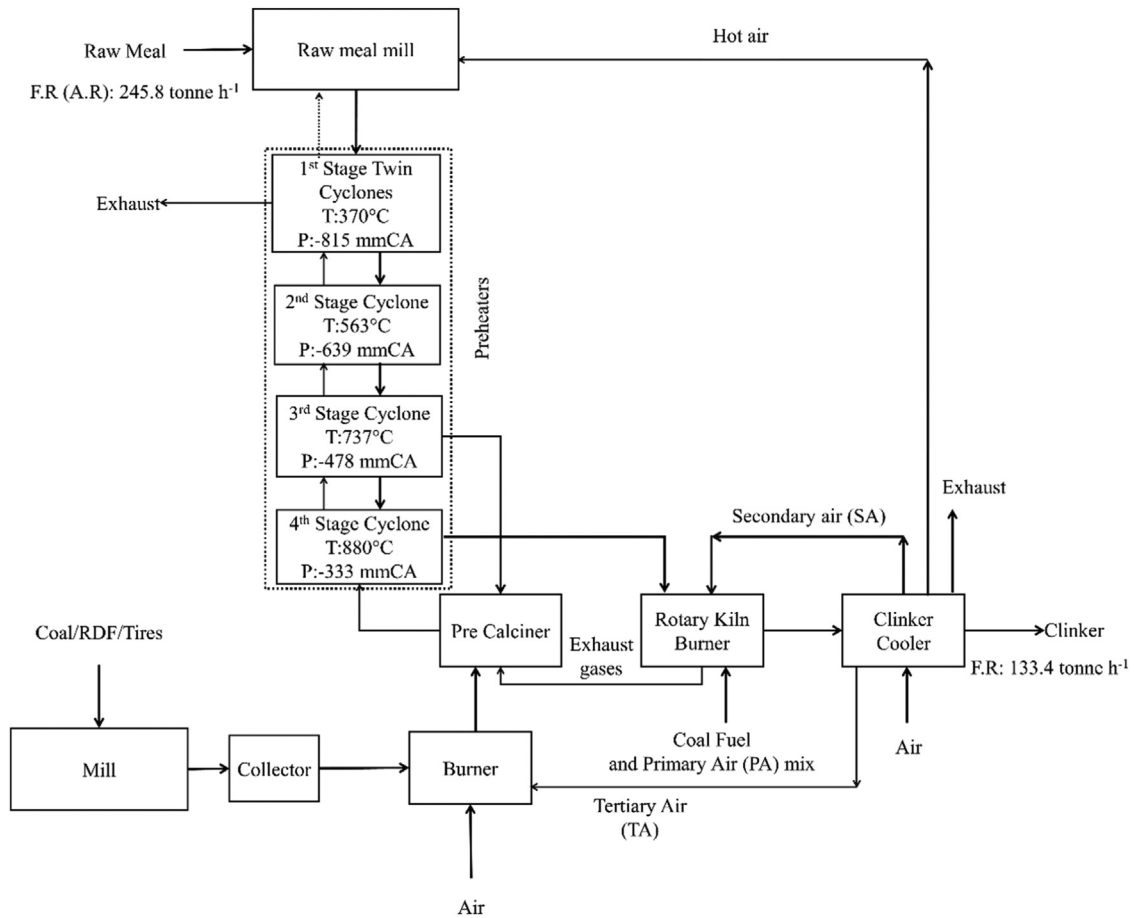 Raw Meal
F.R (A.R): 245.8 tonne h-1
Raw meal mill
Hot air
1st Stage Twin
Cyclones
T:370°C
P:-815 mmCA
Exhaust
2nd Stage Cyclone
T:563°C
P:-639 mmCA
Preheaters
3rd Stage Cyclone
T:737°C
P:-478 mmCA
4th Stage Cyclone
T:880°C
P:-333 mmCA
Secondary air (SA)
Exhaust
Coal/RDF/Tires
Pre Calciner
Exhaust
gases
Rotary Kiln
Burner
Clinker
Cooler
Clinker
F.R: 133.4 tonne h-1
Mill
Collector
Burner
Coal Fuel
and Primary Air (PA) mix
Air
Tertiary Air
(TA)
Air